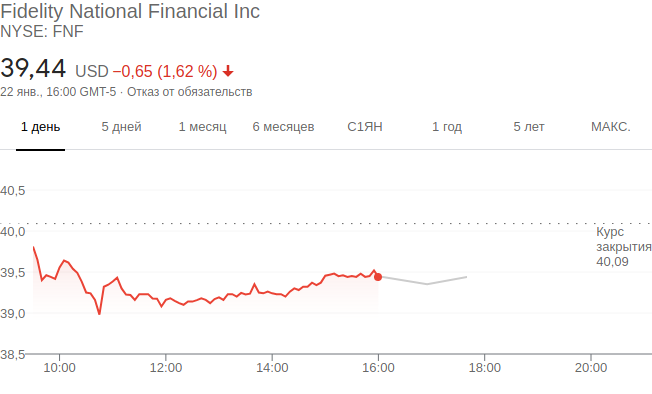 Fidelity National Financial Inc
NYSE: FNF
39,44 USD −0,65 (1,62 %)
22 янв., 16:00 GMT-5 · Отказ от обязательств
1 день 5 дней 1 месяц 6 месяцев С1ЯН 1 год 5 лет МАКС.
40,5
40,0
Курс
закрытия
40,09
39,5
39,0
38,5
10:00 12:00 14:00 16:00 18:00 20:00